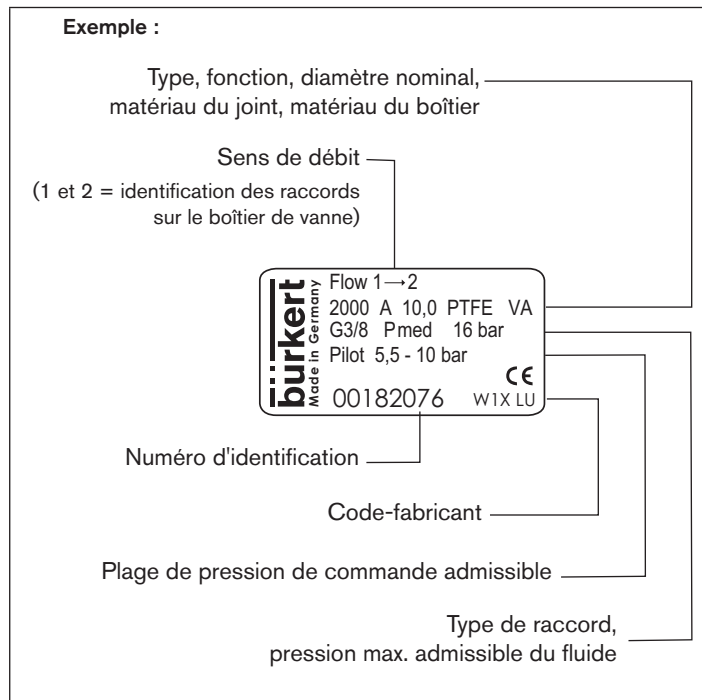 Exemple :
Type, fonction, diamètre nominal,
matériau du joint, matériau du boîtier
Sens de débit
(1 et 2 = identification des raccords
sur le boîtier de vanne)
burkert
Made in Germany
Flow 1→2
2000 A 10,0 PTFE VA
G3/8 Pmed 16 bar
Pilot 5,5 - 10 bar
CE
00182076 W1X LU
Numéro d'identification
Code-fabricant
Plage de pression de commande admissible
Type de raccord,
pression max. admissible du fluide